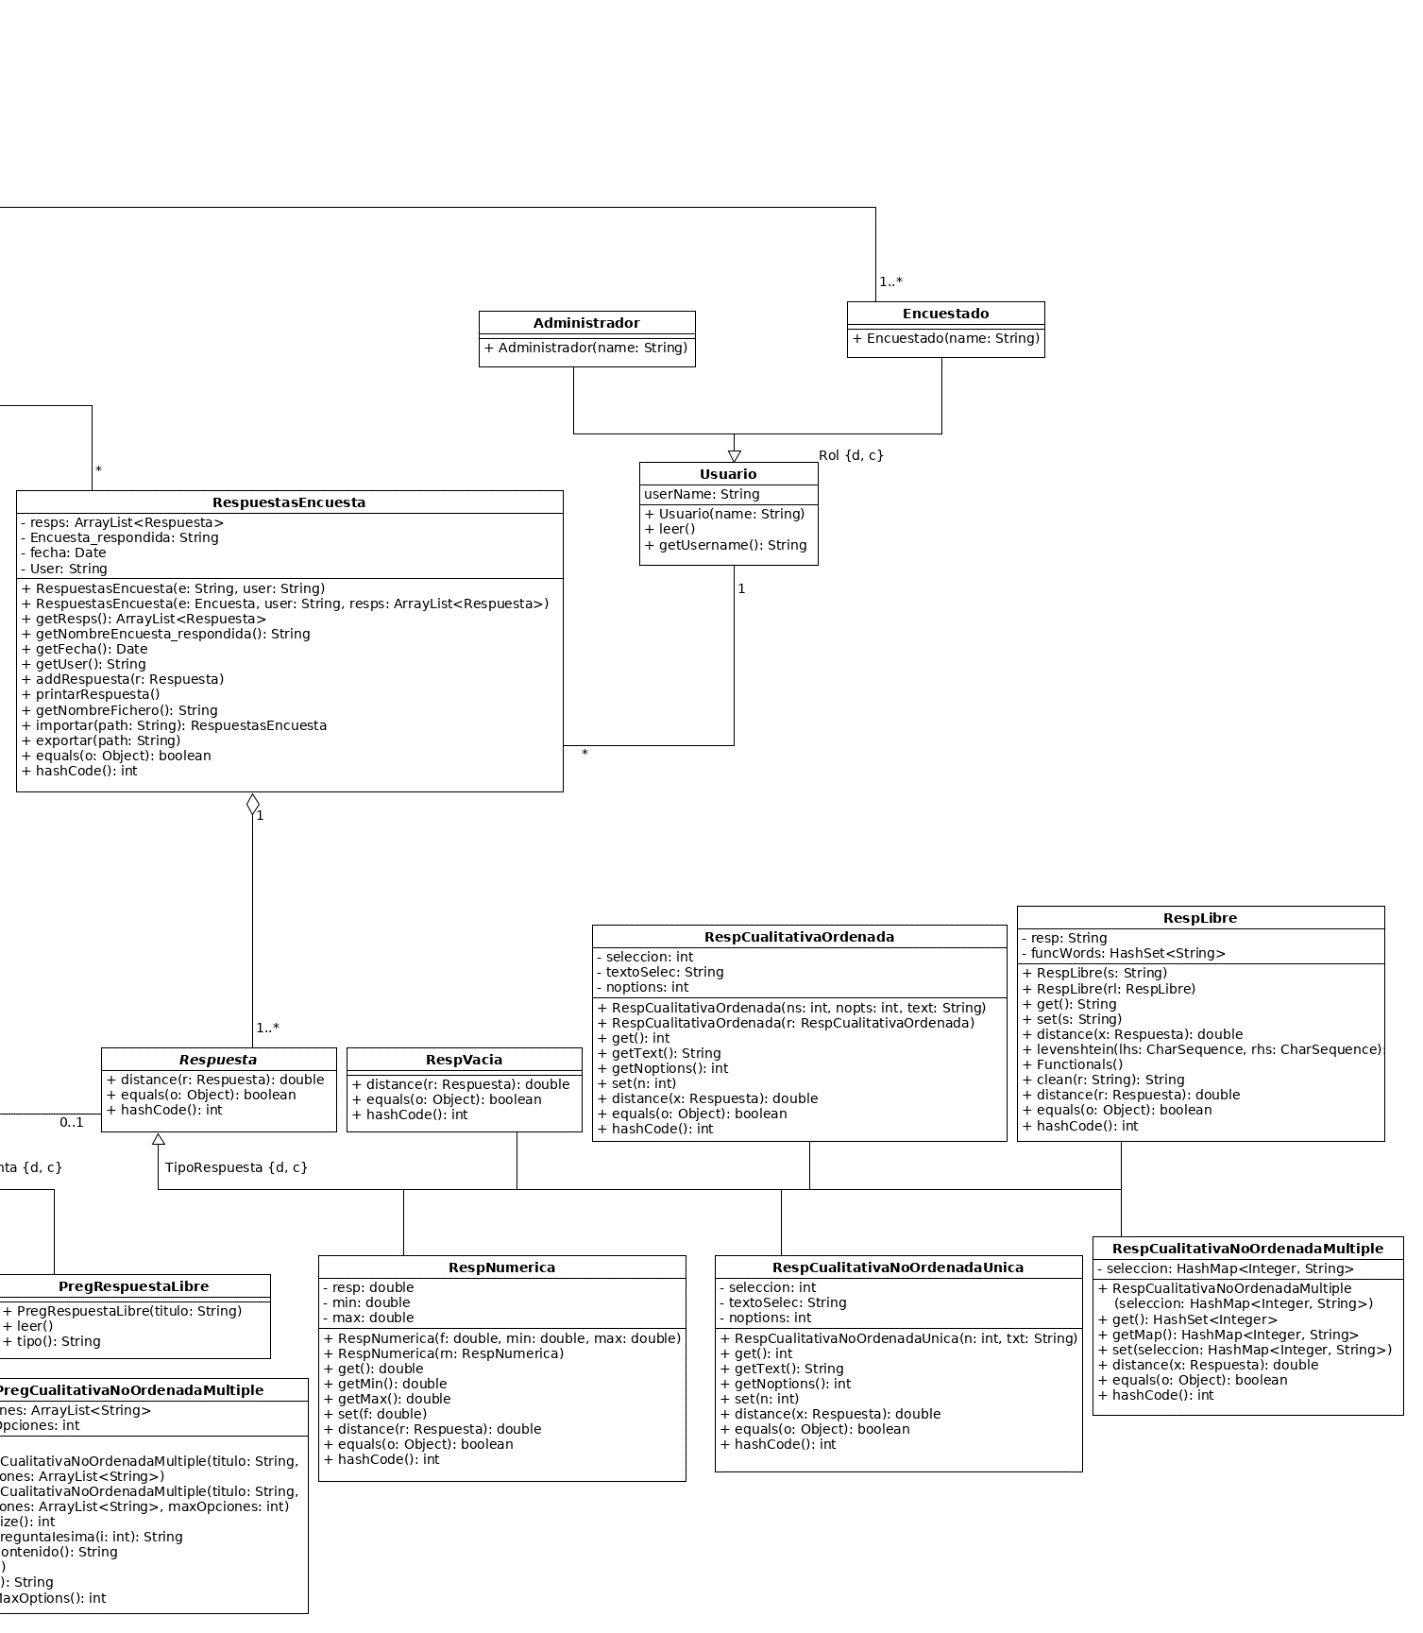 1..*
Encuestado
+ Encuestado(name: String)
Administrador
+ Administrador(name: String)
Rol {d, c}
Usuario
userName: String
+ Usuario(name: String)
+ leer()
+ getUsername(): String
1
*
*
RespuestasEncuesta
- resps: ArrayList<Respuesta>
- Encuesta_respondida: String
- fecha: Date
- User: String
+ RespuestasEncuesta(e: String, user: String)
+ RespuestasEncuesta(e: Encuesta, user: String, resps: ArrayList<Respuesta>)
+ getResps(): ArrayList<Respuesta>
+ getNombreEncuesta_respondida(): String
+ getFecha(): Date
+ getUser(): String
+ addRespuesta(r: Respuesta)
+ printarRespuesta()
+ getNombreFichero(): String
+ importar(path: String): RespuestasEncuesta
+ exportar(path: String)
+ equals(o: Object): boolean
+ hashCode(): int
1
1..*
Respuesta
+ distance(r: Respuesta): double
+ equals(o: Object): boolean
+ hashCode(): int
0..1
RespVacia
+ distance(r: Respuesta): double
+ equals(o: Object): boolean
+ hashCode(): int
RespCualitativaOrdenada
- seleccion: int
- textoSelec: String
- noptions: int
+ RespCualitativaOrdenada(ns: int, nopts: int, text: String)
+ RespCualitativaOrdenada(r: RespCualitativaOrdenada)
+ get(): int
+ getText(): String
+ getNoptions(): int
+ set(n: int)
+ distance(x: Respuesta): double
+ equals(o: Object): boolean
+ hashCode(): int
RespLibre
- resp: String
- funcWords: HashSet<String>
+ RespLibre(s: String)
+ RespLibre(rl: RespLibre)
+ get(): String
+ set(s: String)
+ distance(x: Respuesta): double
+ levenshtein(lhs: CharSequence, rhs: CharSequence):
+ Functionals()
+ clean(r: String): String
+ distance(r: Respuesta): double
+ equals(o: Object): boolean
+ hashCode(): int
nta {d, c}
TipoRespuesta {d, c}
PregRespuestaLibre
+ PregRespuestaLibre(titulo: String)
+ leer()
+ tipo(): String
PregCualitativaNoOrdenadaMultiple
nes: ArrayList<String>
Opciones: int
CualitativaNoOrdenadaMultiple(titulo: String,
ones: ArrayList<String>)
CualitativaNoOrdenadaMultiple(titulo: String,
ones: ArrayList<String>, maxOpciones: int)
ize(): int
reguntaIesima(i: int): String
ontenido(): String
)
): String
MaxOptions(): int
RespNumerica
- resp: double
- min: double
- max: double
+ RespNumerica(f: double, min: double, max: double)
+ RespNumerica(rn: RespNumerica)
+ get(): double
+ getMin(): double
+ getMax(): double
+ set(f: double)
+ distance(r: Respuesta): double
+ equals(o: Object): boolean
+ hashCode(): int
RespCualitativaNoOrdenadaUnica
- seleccion: int
- textoSelec: String
- noptions: int
+ RespCualitativaNoOrdenadaUnica(n: int, txt: String)
+ get(): int
+ getText(): String
+ getNoptions(): int
+ set(n: int)
+ distance(x: Respuesta): double
+ equals(o: Object): boolean
+ hashCode(): int
RespCualitativaNoOrdenadaMultiple
- seleccion: HashMap<Integer, String>
+ RespCualitativaNoOrdenadaMultiple
(seleccion: HashMap<Integer, String>)
+ get(): HashSet<Integer>
+ getMap(): HashMap<Integer, String>
+ set(seleccion: HashMap<Integer, String>)
+ distance(x: Respuesta): double
+ equals(o: Object): boolean
+ hashCode(): int